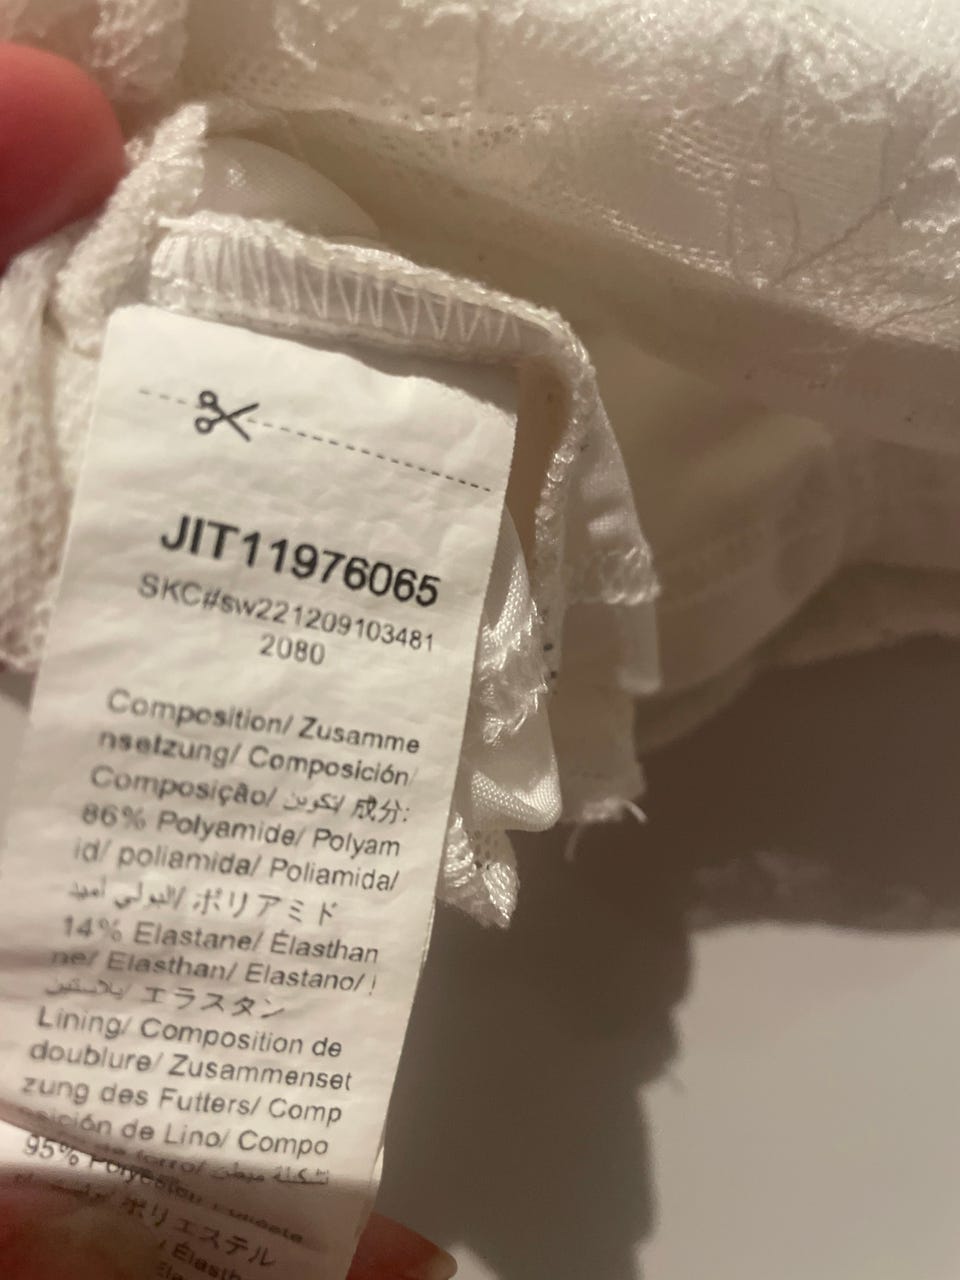 JIT11976065
SKC#sw221209103481
2080
Composition/ Zusamme
nsetzung/ Composición/
Composição/ تكوين/ 成分:
86% Polyamide/ Polyam
id/ poliamida/ Poliamida/
البولي أميد/ ポリアミド
14% Elastane/ Élasthan
ne/ Elasthan/ Elastano/
エラスタン
Lining/ Composition de
doublure/ Zusammenset
zung des Futters/ Comp
osición de Lino/ Compo
95% Polyester/
ポリエステル